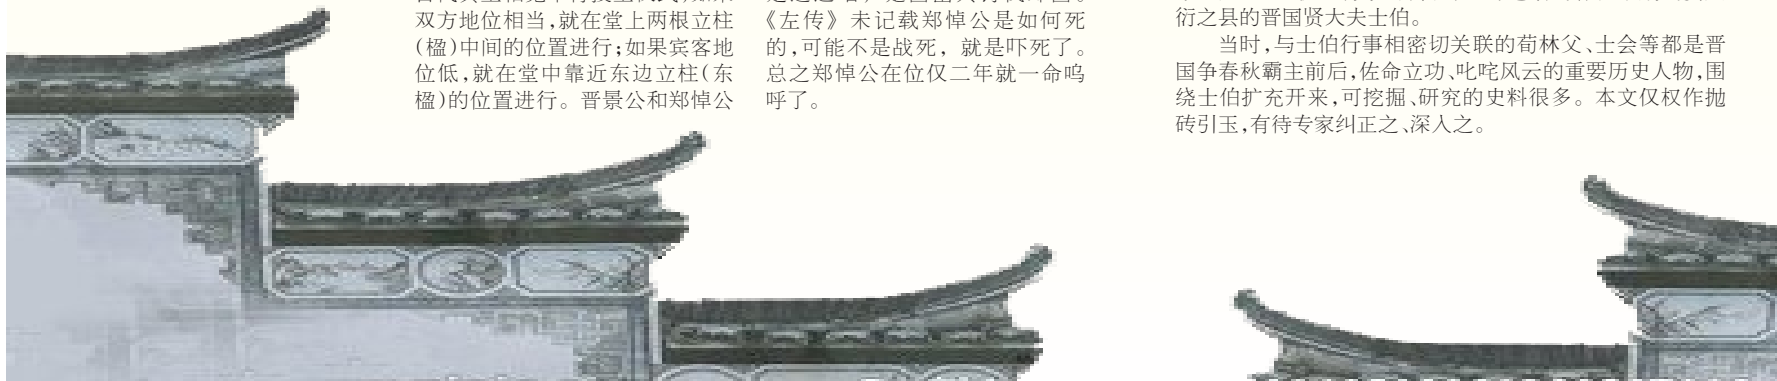 双方地位相当,就在堂上两根立柱
(楹)中间的位置进行;如果宾客地
位低,就在堂中靠近东边立柱(东
楹)的位置进行。晋景公和郑悼公
《左传》未记载郑悼公是如何死
的,可能不是战死,就是吓死了。
总之郑悼公在位仅二年就一命呜
呼了。
衍之县的晋国贤大夫士伯。
当时,与士伯行事相密切关联的荀林父、士会等都是晋
国争春秋霸主前后,佐命立功、叱咤风云的重要历史人物,围
绕士伯扩充开来,可挖掘、研究的史料很多。本文仅权作抛
砖引玉,有待专家纠正之、深入之。